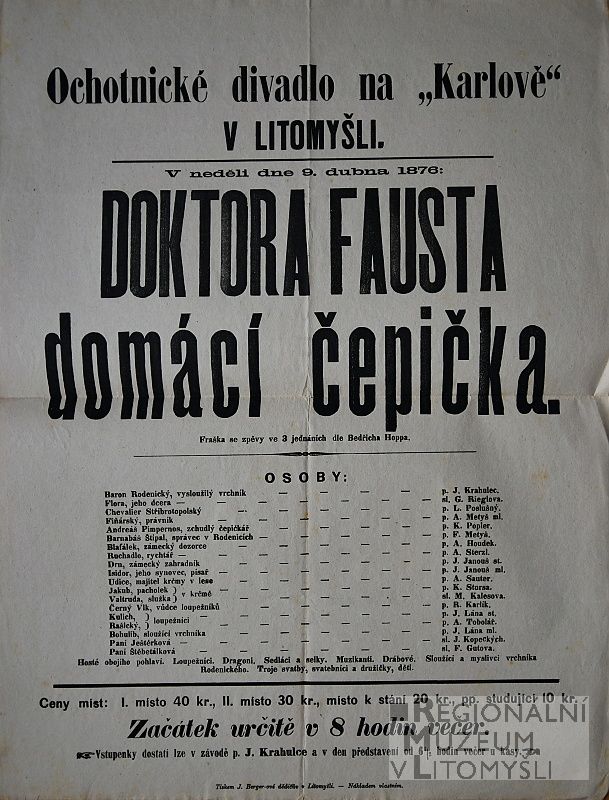 Ochotnické divadlo na „Karlově“
V LITOMYŠLI.
V neděli dne 9. dubna 1876:
DOKTORA FAUSTA
domácí čepička.
Fraška se zpěvy ve 3 jednáních dle Bedřicha Hoppa.
OSOBY:
Baron Rodenický, vysloužilý vrchník — — — — — — p. J. Krahulec.
Flora, jeho dcera — — — — — — — sl. G. Rieglova.
Chevalier Stříbrotopolský — — — — — — p. L. Poslušný.
Fiňárský, právník — — — — — — — p. A. Metyš ml.
Andreáš Pimpernos, zchudlý čepičkář — — — — — p. K. Popler.
Barnabáš Štípal, správec v Rodenicích — — — — — p. F. Metyš.
Blafálek, zámecký dozorce — — — — — — p. A. Houdek.
Ruchadlo, rychtář — — — — — — — p. A. Sterzl.
Drn, zámecký zahradník — — — — — — p. J. Janouš st.
Isidor, jeho synovec, písař — — — — — — p. J. Janouš ml.
Udice, majitel krčmy v lese — — — — — — p. A. Sauter.
Jakub, pacholek ) v krčmě — — — — — — p. K. Storsa.
Valtruda, služka ) — — — — — — sl. M. Kalesova.
Černý Vlk, vůdce loupežníků — — — — — — p. R. Karlík.
Kulich, ) loupežníci — — — — — — p. J. Lána st.
Rašický, ) — — — — — — p. A. Tobolář.
Bohulib, sloužící vrchníka — — — — — — p. J. Lána ml.
Paní Ještěrková — — — — — — — sl. J. Kopeckých.
Paní Štěbetálková — — — — — — — sl. F. Gutova.
Hosté obojího pohlaví. Loupežníci. Dragoni. Sedláci a selky. Muzikanti. Drábové. Sloužící a myslivci vrchníka
Rodenického. Troje svatby, svatebníci a družičky, děti.
Ceny míst: I. místo 40 kr., II. místo 30 kr., místo k stání 20 kr., pp. studující 10 kr.
Začátek určitě v 8 hodin večer.
Vstupenky dostati lze v závodě p. J. Krahulce a v den představení od 6½ hodin večer u kasy.
Tiskem J. Berger-ové dědičův v Litomyšli. — Nákladem vlastním.
REGIONÁLNÍ
MUZEUM
V LITOMYŠLI